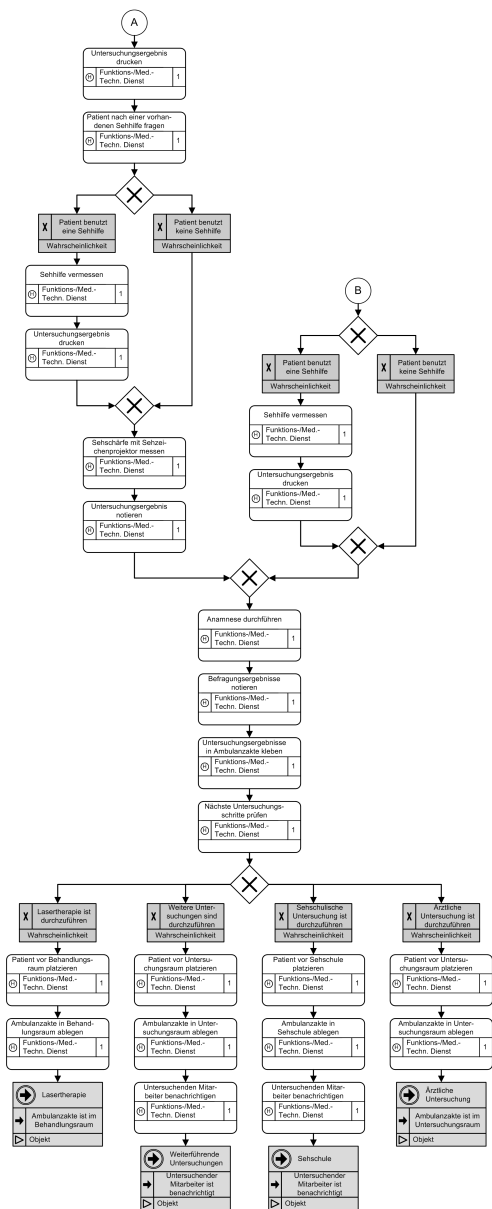 A
Untersuchungsergebnis
drucken
H
Funktions-/Med.-
Techn. Dienst
1
Patient nach einer vorhan-
denen Sehhilfe fragen
H
Funktions-/Med.-
Techn. Dienst
1
X
Patient benutzt
eine Sehhilfe
Wahrscheinlichkeit
X
Patient benutzt
keine Sehhilfe
Wahrscheinlichkeit
Sehhilfe vermessen
H
Funktions-/Med.-
Techn. Dienst
1
Untersuchungsergebnis
drucken
H
Funktions-/Med.-
Techn. Dienst
1
Sehschärfe mit Sehzei-
chenprojektor messen
H
Funktions-/Med.-
Techn. Dienst
1
Untersuchungsergebnis
notieren
H
Funktions-/Med.-
Techn. Dienst
1
B
X
Patient benutzt
eine Sehhilfe
Wahrscheinlichkeit
X
Patient benutzt
keine Sehhilfe
Wahrscheinlichkeit
Sehhilfe vermessen
H
Funktions-/Med.-
Techn. Dienst
1
Untersuchungsergebnis
drucken
H
Funktions-/Med.-
Techn. Dienst
1
Anamnese durchführen
H
Funktions-/Med.-
Techn. Dienst
1
Befragungsergebnisse
notieren
H
Funktions-/Med.-
Techn. Dienst
1
Untersuchungsergebnisse
in Ambulanzakte kleben
H
Funktions-/Med.-
Techn. Dienst
1
Nächste Untersuchungs-
schritte prüfen
H
Funktions-/Med.-
Techn. Dienst
1
X
Lasertherapie ist
durchzuführen
Wahrscheinlichkeit
Patient vor Behandlungs-
raum platzieren
H
Funktions-/Med.-
Techn. Dienst
1
Ambulanzakte in Behand-
lungsraum ablegen
H
Funktions-/Med.-
Techn. Dienst
1
Lasertherapie
Ambulanzakte ist im
Behandlungsraum
Objekt
X
Weitere Unter-
suchungen sind
durchzuführen
Wahrscheinlichkeit
Patient vor Untersu-
chungsraum platzieren
H
Funktions-/Med.-
Techn. Dienst
1
Ambulanzakte in Unter-
suchungsraum ablegen
H
Funktions-/Med.-
Techn. Dienst
1
Untersuchenden Mitar-
beiter benachrichtigen
H
Funktions-/Med.-
Techn. Dienst
1
Weiterführende
Untersuchungen
Untersuchender
Mitarbeiter ist
benachrichtigt
Objekt
X
Sehschulische
Untersuchung ist
durchzuführen
Wahrscheinlichkeit
Patient vor Sehschule
platzieren
H
Funktions-/Med.-
Techn. Dienst
1
Ambulanzakte in
Sehschule ablegen
H
Funktions-/Med.-
Techn. Dienst
1
Untersuchenden Mitar-
beiter benachrichtigen
H
Funktions-/Med.-
Techn. Dienst
1
Sehschule
Untersuchender
Mitarbeiter ist
benachrichtigt
Objekt
X
Ärztliche
Untersuchung ist
durchzuführen
Wahrscheinlichkeit
Patient vor Untersu-
chungsraum platzieren
H
Funktions-/Med.-
Techn. Dienst
1
Ambulanzakte in Unter-
suchungsraum ablegen
H
Funktions-/Med.-
Techn. Dienst
1
Ärztliche
Untersuchung
Ambulanzakte ist im
Untersuchungsraum
Objekt